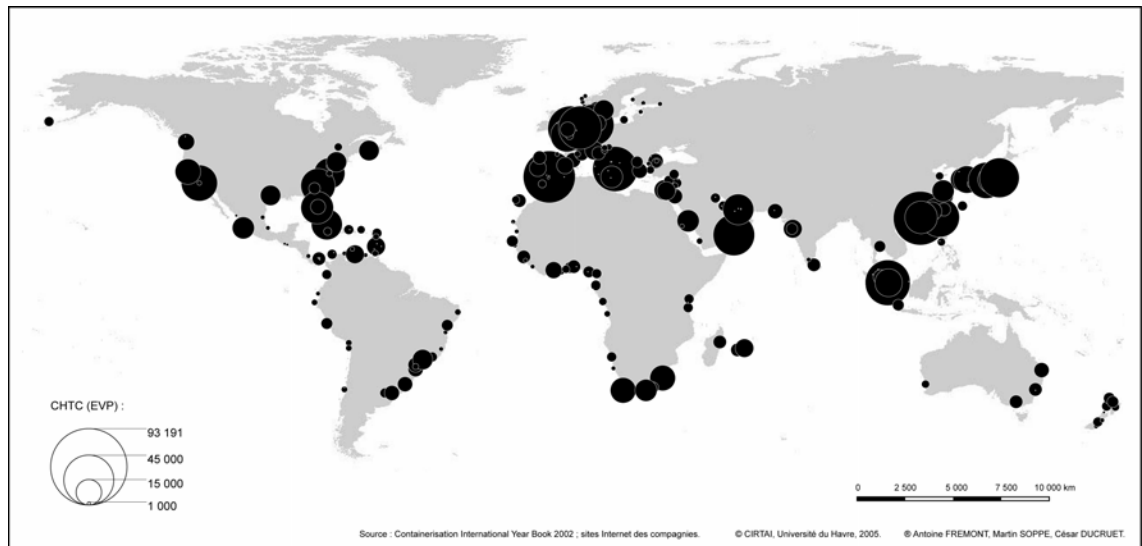 CHTC (EVP) :
93 191
45 000
15 000
1 000
0 2 500 5 000 7 500 10 000 km
Source : Containerisation International Year Book 2002 ; sites Internet des compagnies. © CIRTAI, Université du Havre, 2005. ® Antoine FREMONT, Martin SOPPE, César DUCRUET.